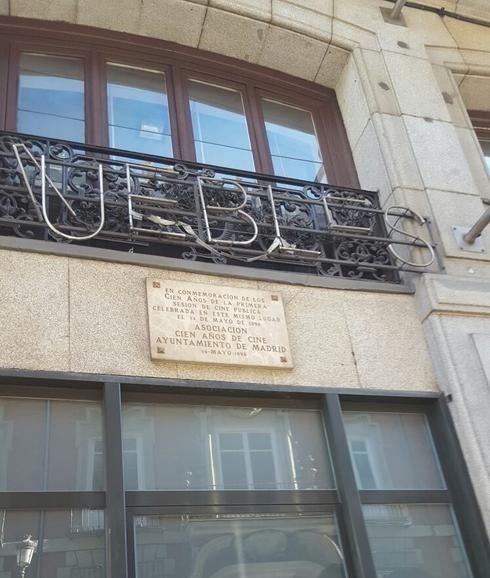 NUEBLES
EN CONMEMORACION DE LOS
CIEN AÑOS DE LA PRIMERA
SESION DE CINE PUBLICA
CELEBRADA EN ESTE MISMO LUGAR
EL 14 DE MAYO DE 1896
ASOCIACION
CIEN AÑOS DE CINE
AYUNTAMIENTO DE MADRID
14-MAYO-1996